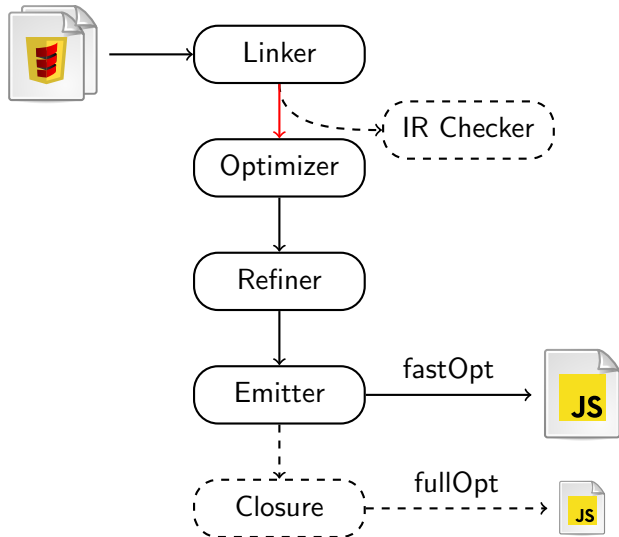 Linker
IR Checker
Optimizer
Refiner
fastOpt
Emitter
JS
fullOpt
Closure
JS